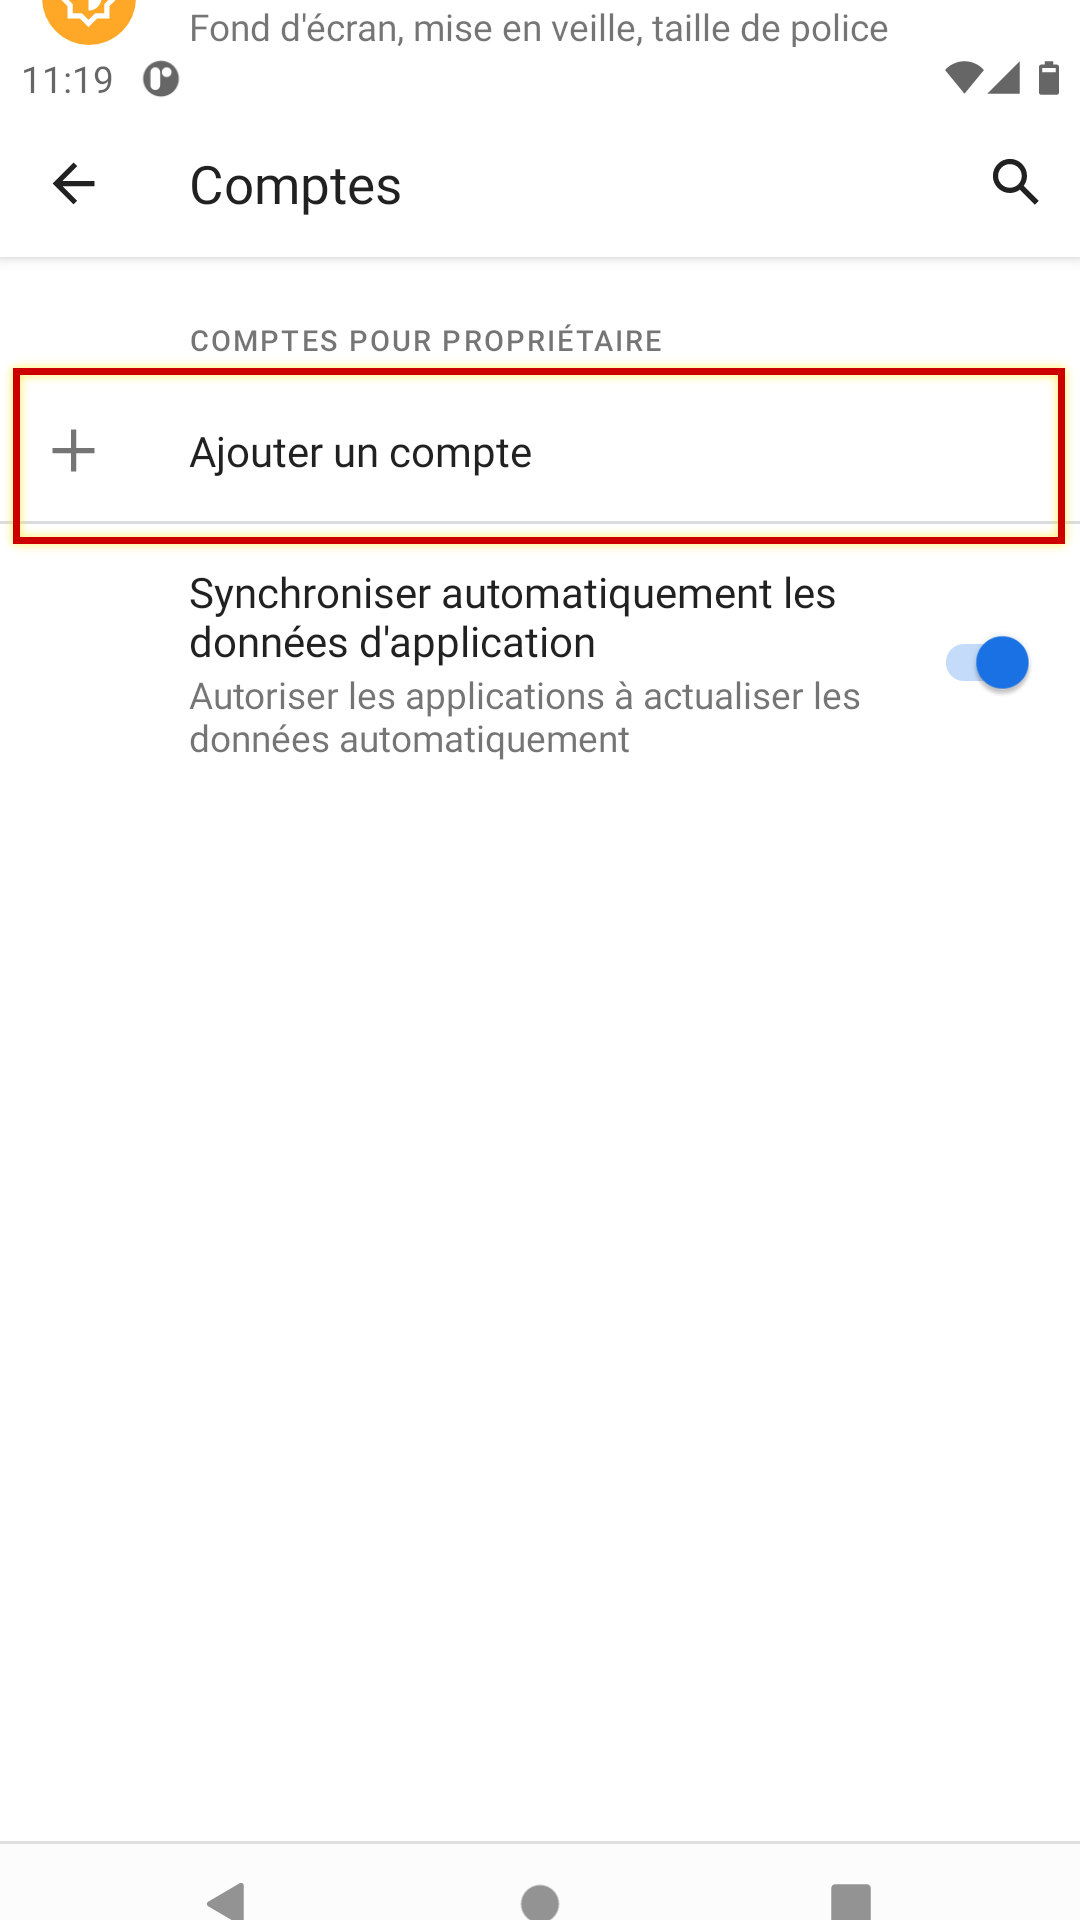 Fond d'écran, mise en veille, taille de police
11:19
Comptes
COMPTES POUR PROPRIÉTAIRE
Ajouter un compte
Synchroniser automatiquement les
données d'application
Autoriser les applications à actualiser les
données automatiquement